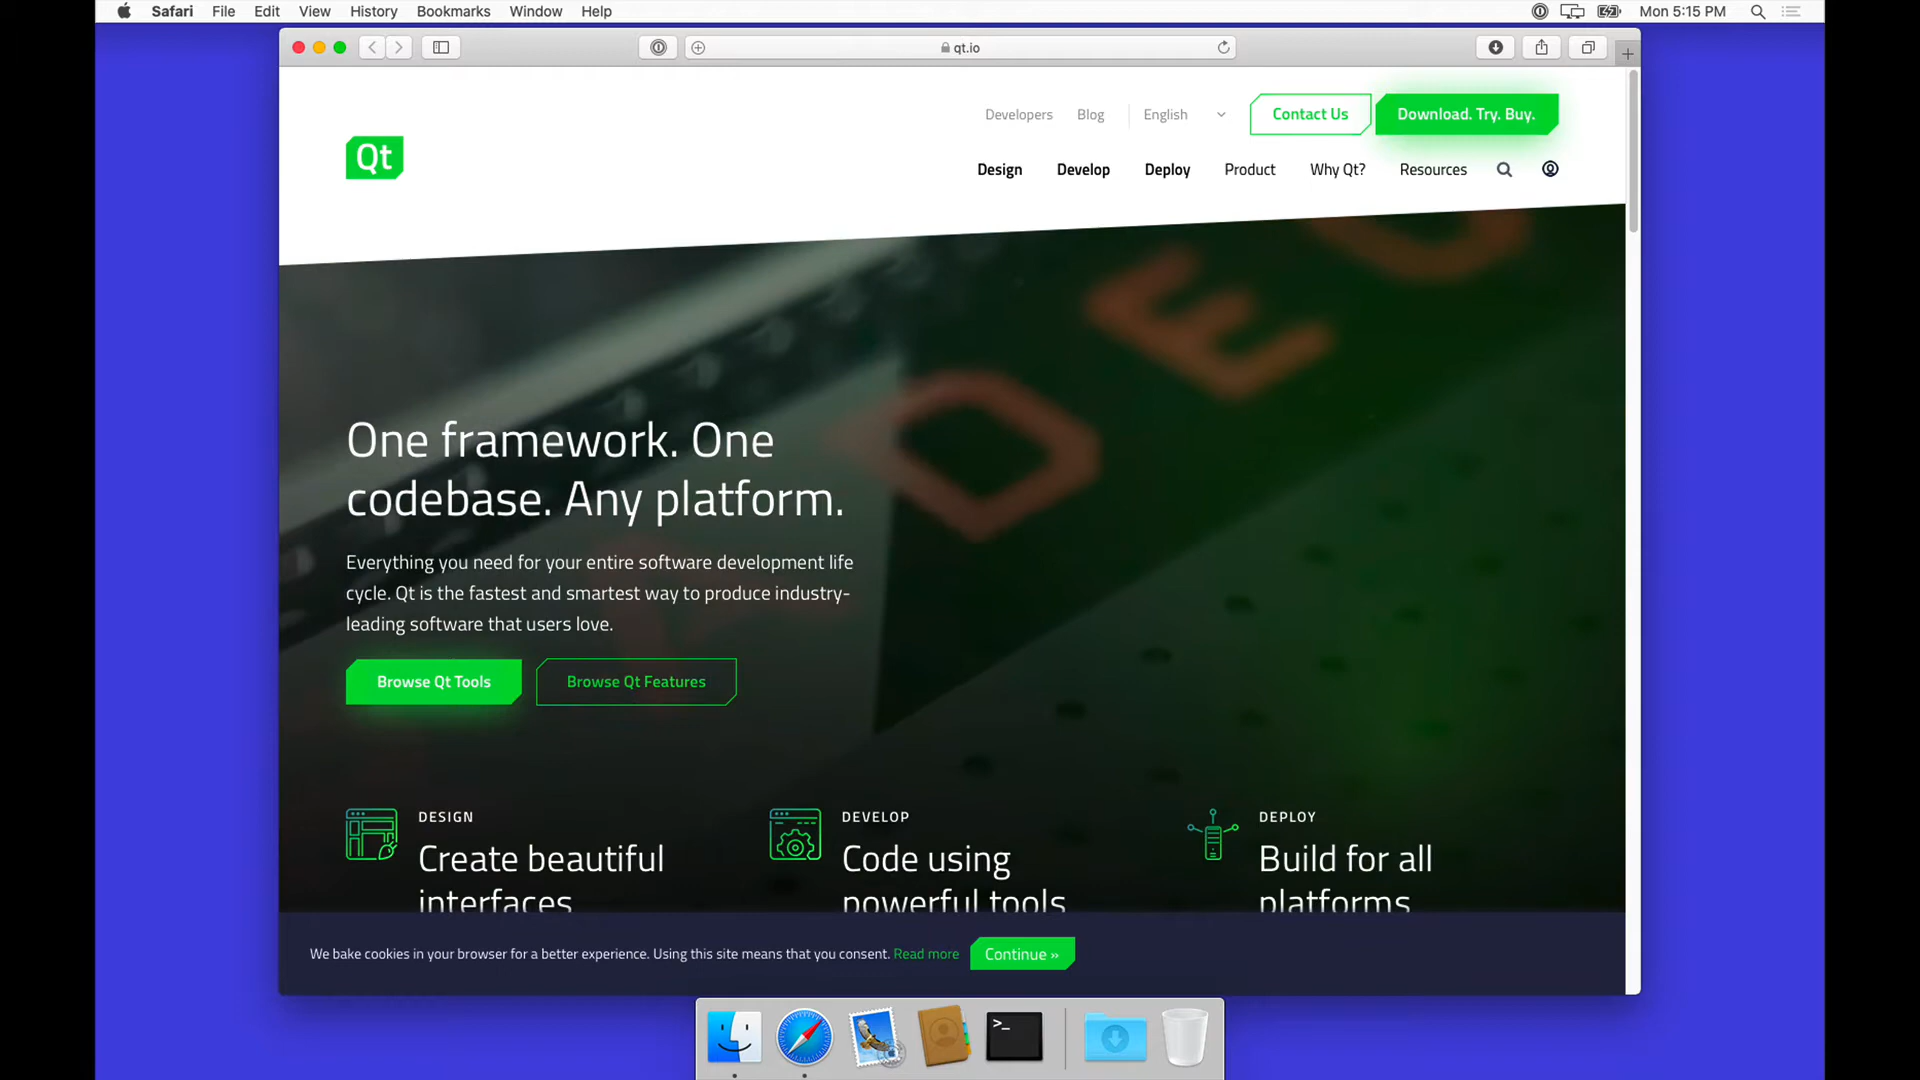 Safari File Edit View History Bookmarks Window Help Mon 5:15 PM
qt.io
Developers Blog English Contact Us Download. Try. Buy.
Qt
Design Develop Deploy Product Why Qt? Resources
DEC
One framework. One
codebase. Any platform.
Everything you need for your entire software development life
cycle. Qt is the fastest and smartest way to produce industry-
leading software that users love.
Browse Qt Tools Browse Qt Features
DESIGN
Create beautiful
interfaces
DEVELOP
Code using
powerful tools
DEPLOY
Build for all
platforms
We bake cookies in your browser for a better experience. Using this site means that you consent. Read more Continue »
>_